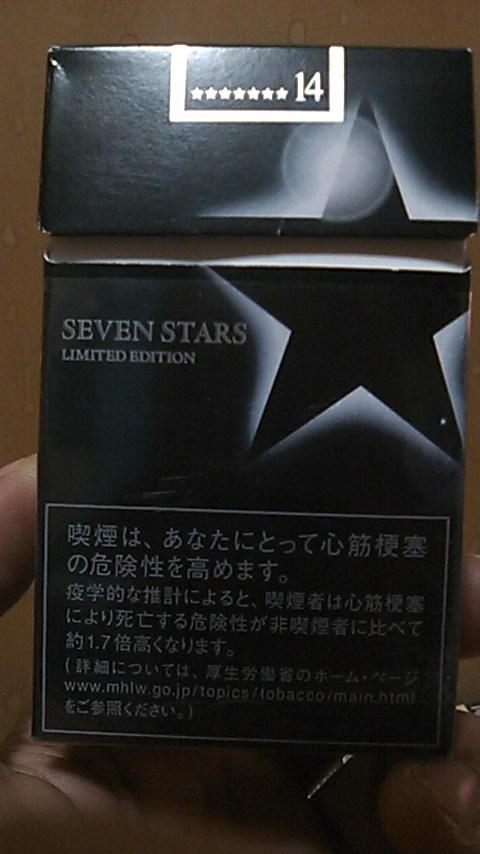 ★★★★★★★14
SEVEN STARS
LIMITED EDITION
喫煙は、あなたにとって心筋梗塞
の危険性を高めます。
疫学的な推計によると、喫煙者は心筋梗塞
により死亡する危険性が非喫煙者に比べて
約1.7倍高くなります。
(詳細については、厚生労働省のホーム・ページ
www.mhlw.go.jp/topics/tobacco/main.html
をご参照ください。)